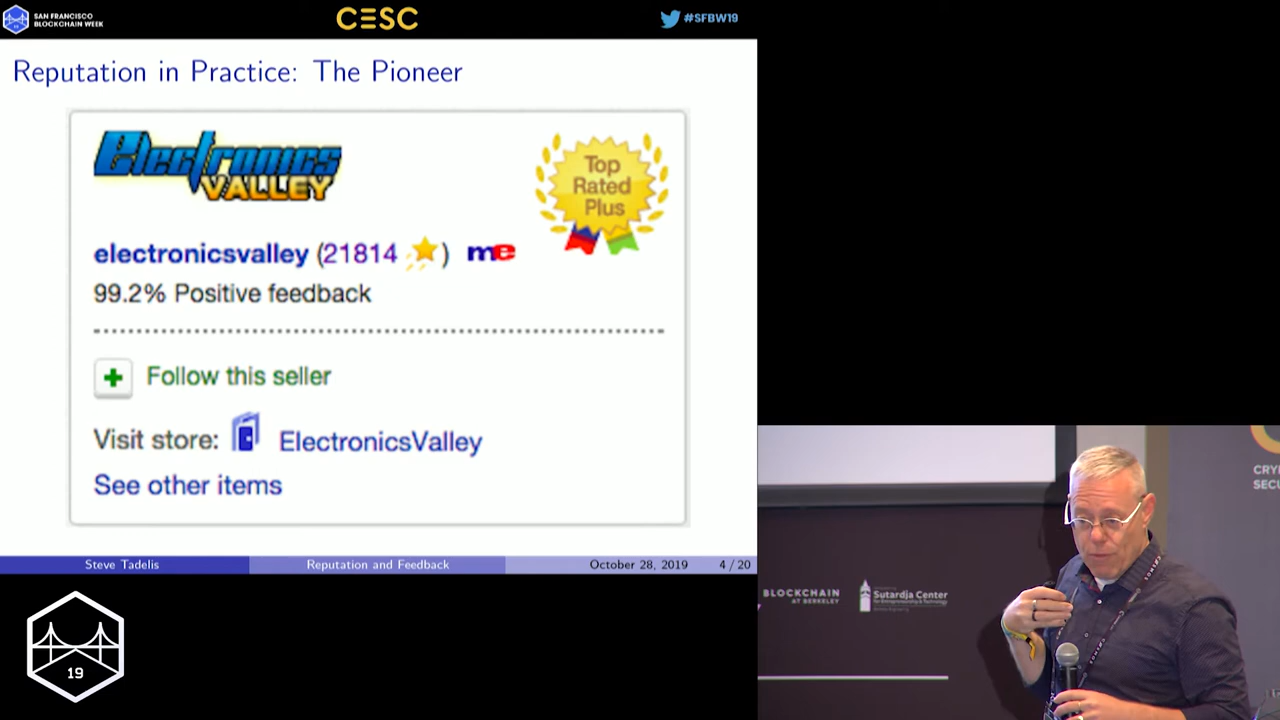 SAN FRANCISCO
BLOCKCHAIN WEEK
CESC
#SFBW19
Reputation in Practice: The Pioneer
Electronics
VALLEY
Top
Rated
Plus
electronicsvalley (21814 )
me
99.2% Positive feedback
Follow this seller
Visit store: ElectronicsValley
See other items
Steve Tadelis
Reputation and Feedback
October 28, 2019
4 / 20
19
BLOCKCHAIN
AT BERKELEY
Sutardja Center
CRY
SECU